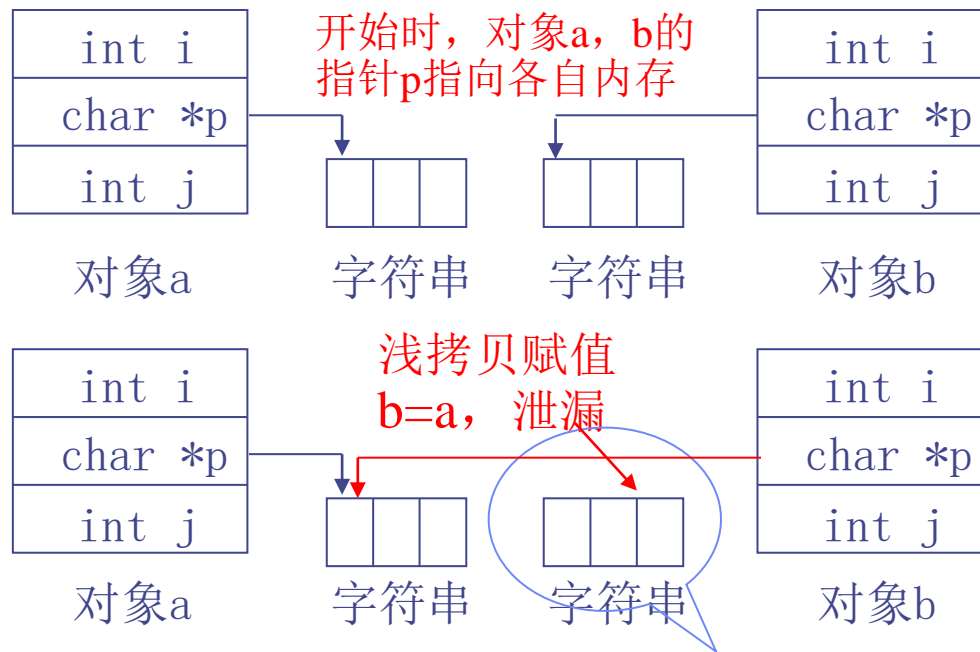 int i
char *p
int j
对象a
开始时，对象a，b的
指针p指向各自内存
字符串
字符串
int i
char *p
int j
对象b
int i
char *p
int j
对象a
浅拷贝赋值
b=a，泄漏
字符串
字符串
int i
char *p
int j
对象b